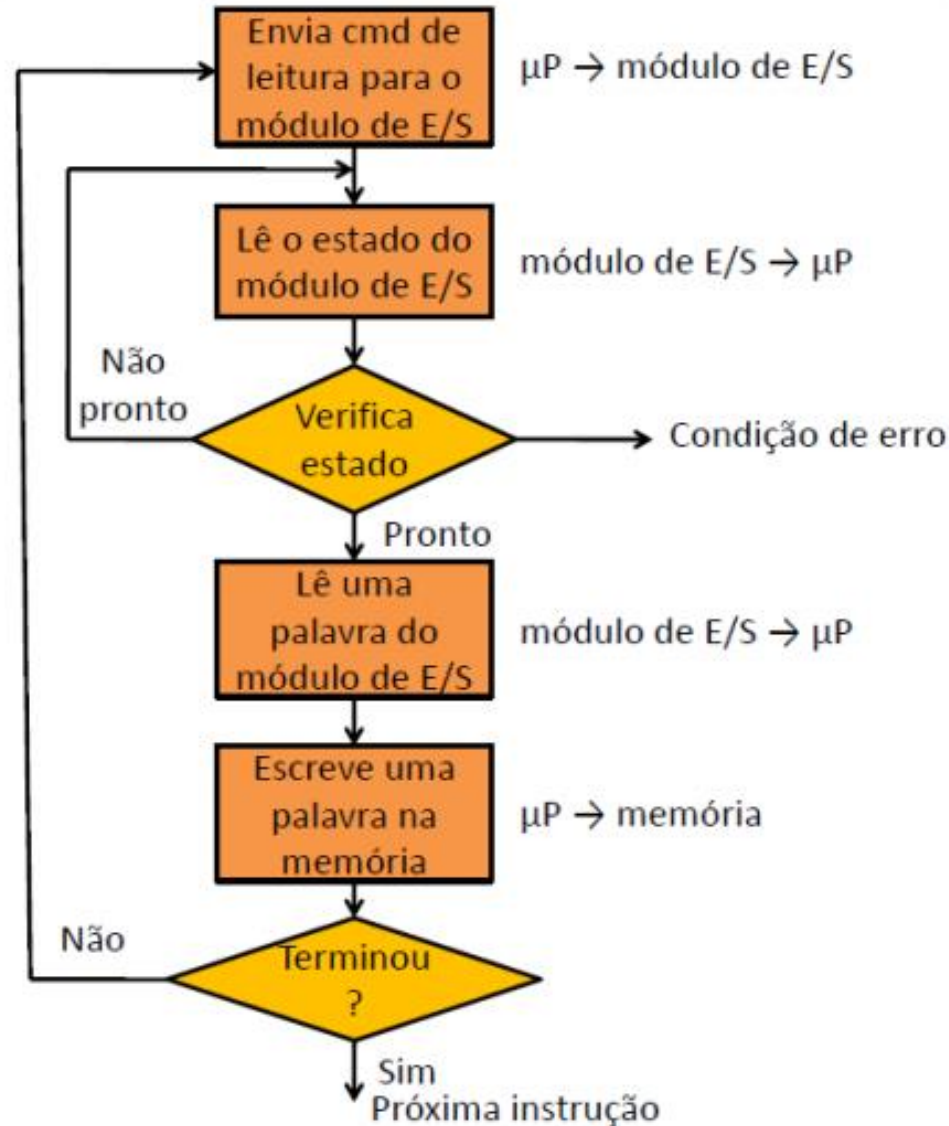 Envia cmd de
leitura para o
módulo de E/S
µP → módulo de E/S
Lê o estado do
módulo de E/S
módulo de E/S → µP
Não
pronto
Verifica
estado
Condição de erro
Pronto
Lê uma
palavra do
módulo de E/S
módulo de E/S → µP
Escreve uma
palavra na
memória
µP → memória
Não
Terminou
?
Sim
Próxima instrução